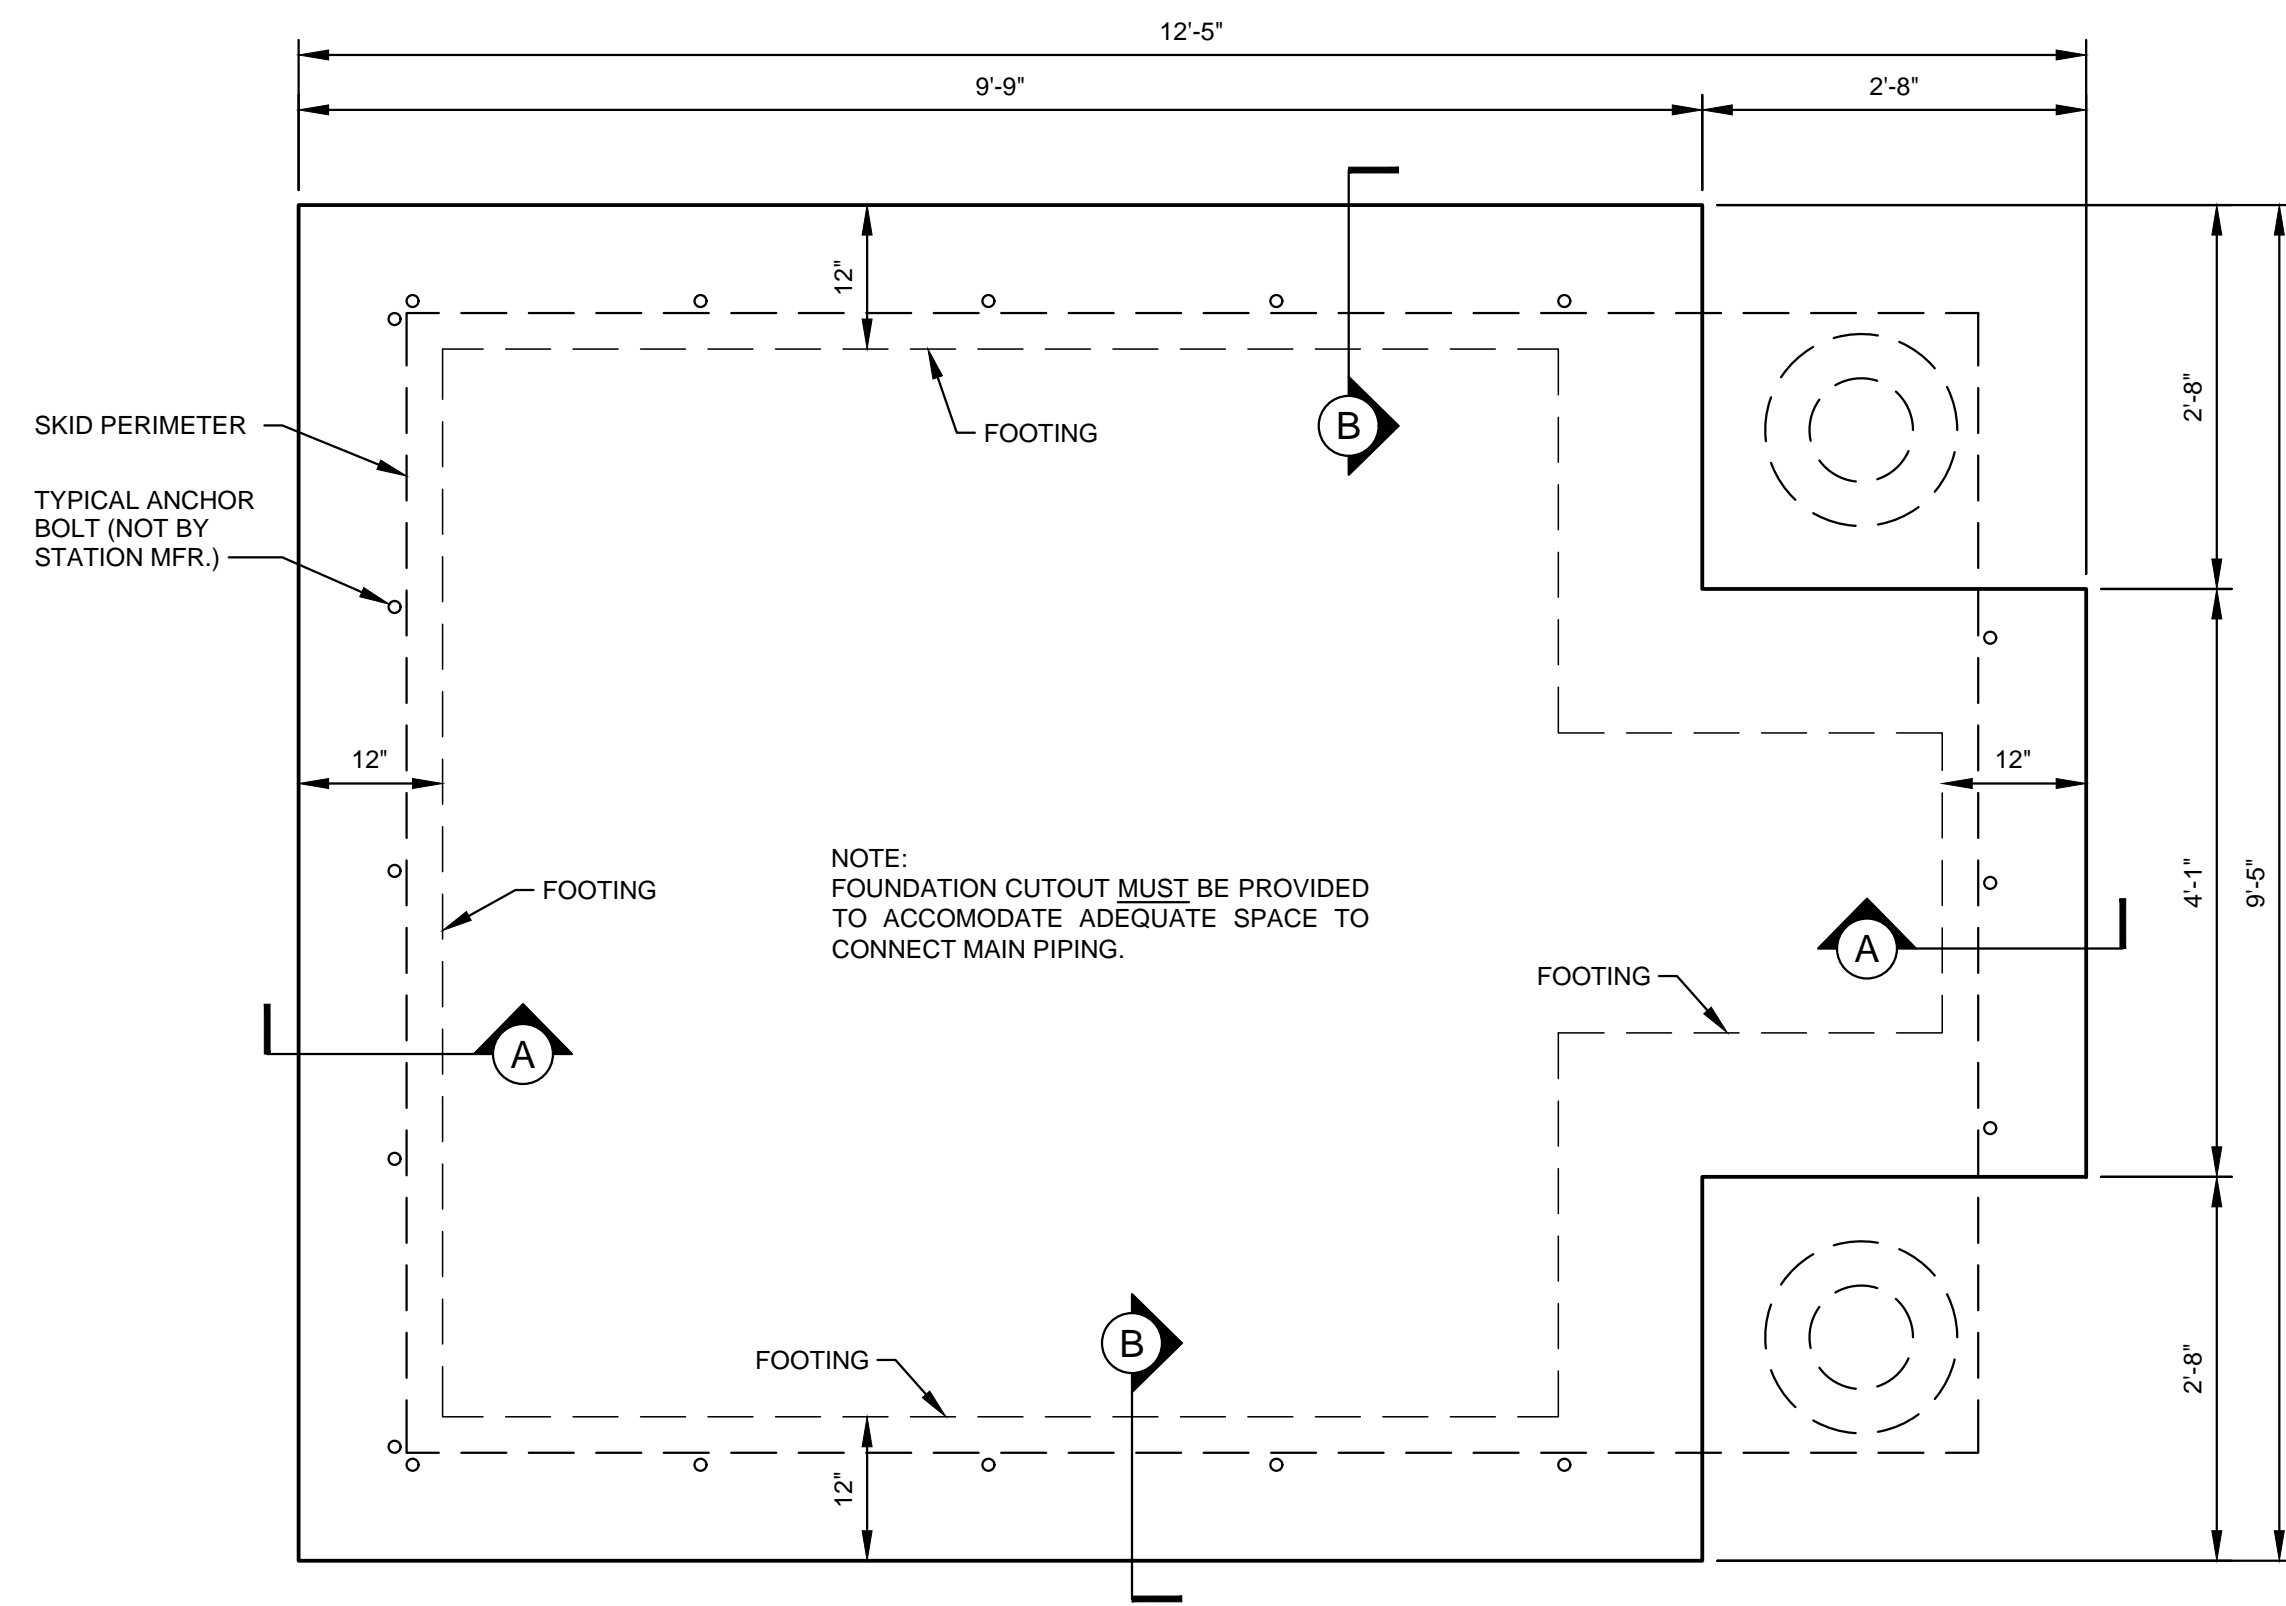 12'-5"
9'-9"
2'-8"
12"
2'-8"
B
SKID PERIMETER
FOOTING
TYPICAL ANCHOR
BOLT (NOT BY
STATION MFR.)
12"
12"
NOTE:
FOUNDATION CUTOUT MUST BE PROVIDED
TO ACCOMODATE ADEQUATE SPACE TO
CONNECT MAIN PIPING.
4'-1"
9'-5"
FOOTING
A
FOOTING
A
B
FOOTING
2'-8"
12"